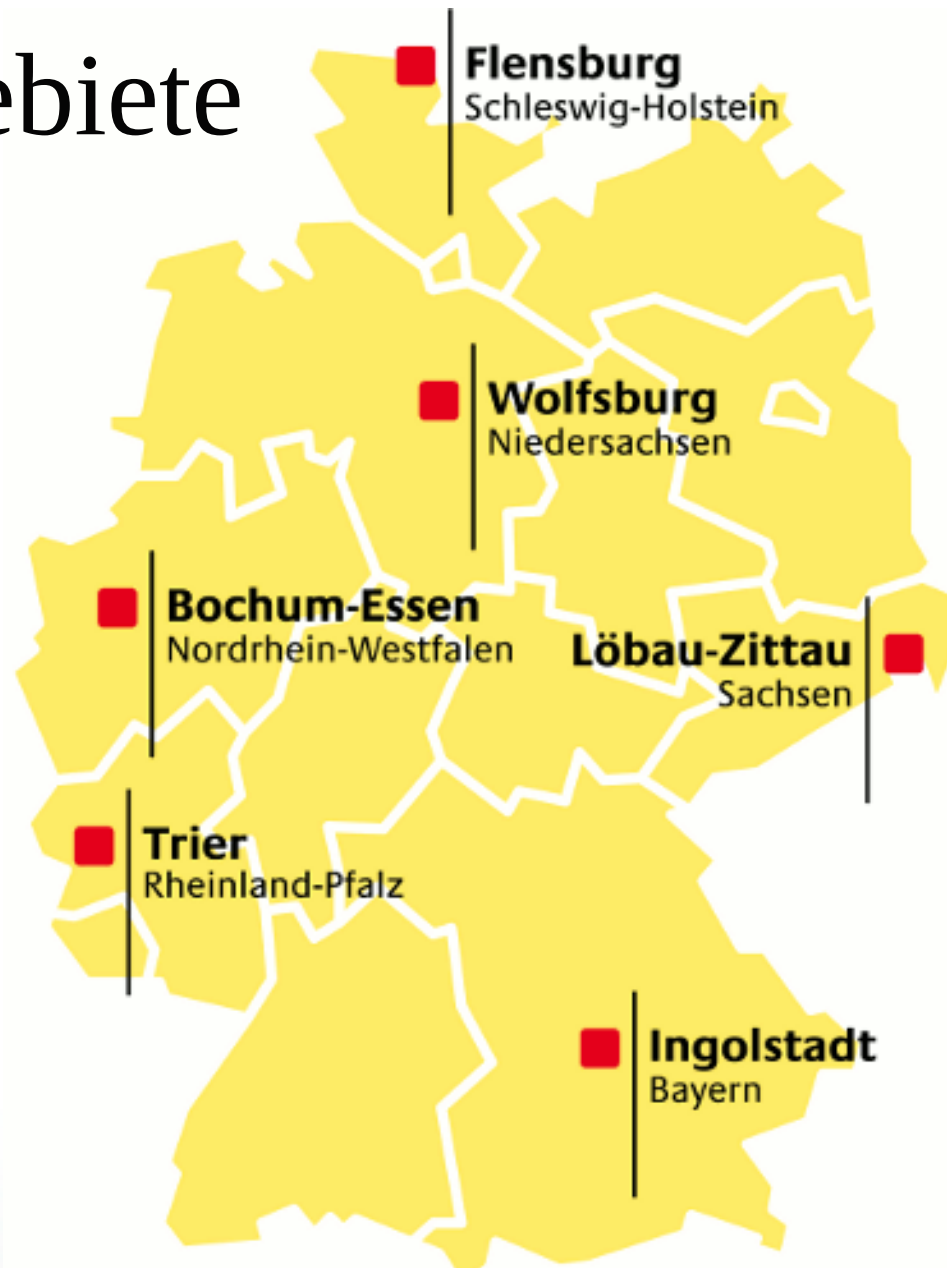 ebiete
Flensburg
Schleswig-Holstein
Wolfsburg
Niedersachsen
Bochum-Essen
Nordrhein-Westfalen
Löbau-Zittau
Sachsen
Trier
Rheinland-Pfalz
Ingolstadt
Bayern